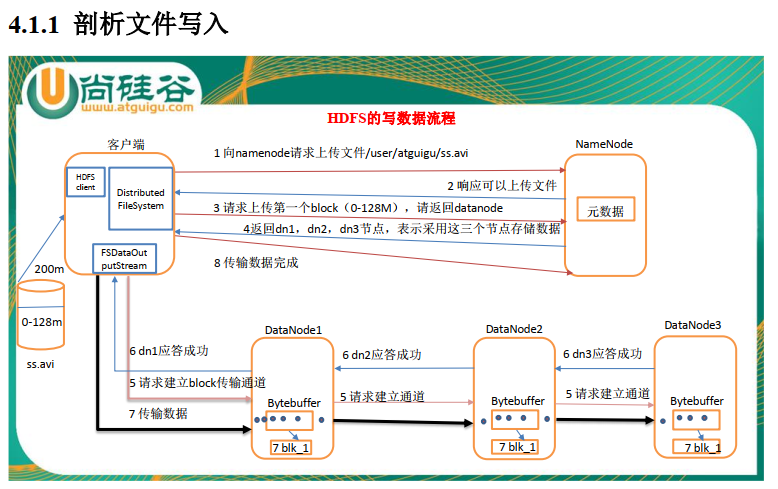 4.1.1 剖析文件写入
尚硅谷
www.atguigu.com
HDFS的写数据流程
客户端
NameNode
1 向namenode请求上传文件/user/atguigu/ss.avi
HDFS
client
Distributed
FileSystem
2 响应可以上传文件
3 请求上传第一个block（0-128M），请返回datanode
元数据
4返回dn1，dn2，dn3节点，表示采用这三个节点存储数据
FSDataOut
putStream
8 传输数据完成
200m
0-128m
ss.avi
DataNode1
DataNode2
DataNode3
6 dn1应答成功
6 dn2应答成功
6 dn3应答成功
5 请求建立block传输通道
5 请求建立通道
5 请求建立通道
Bytebuffer
Bytebuffer
Bytebuffer
7 传输数据
7 blk_1
7 blk_1
7 blk_1